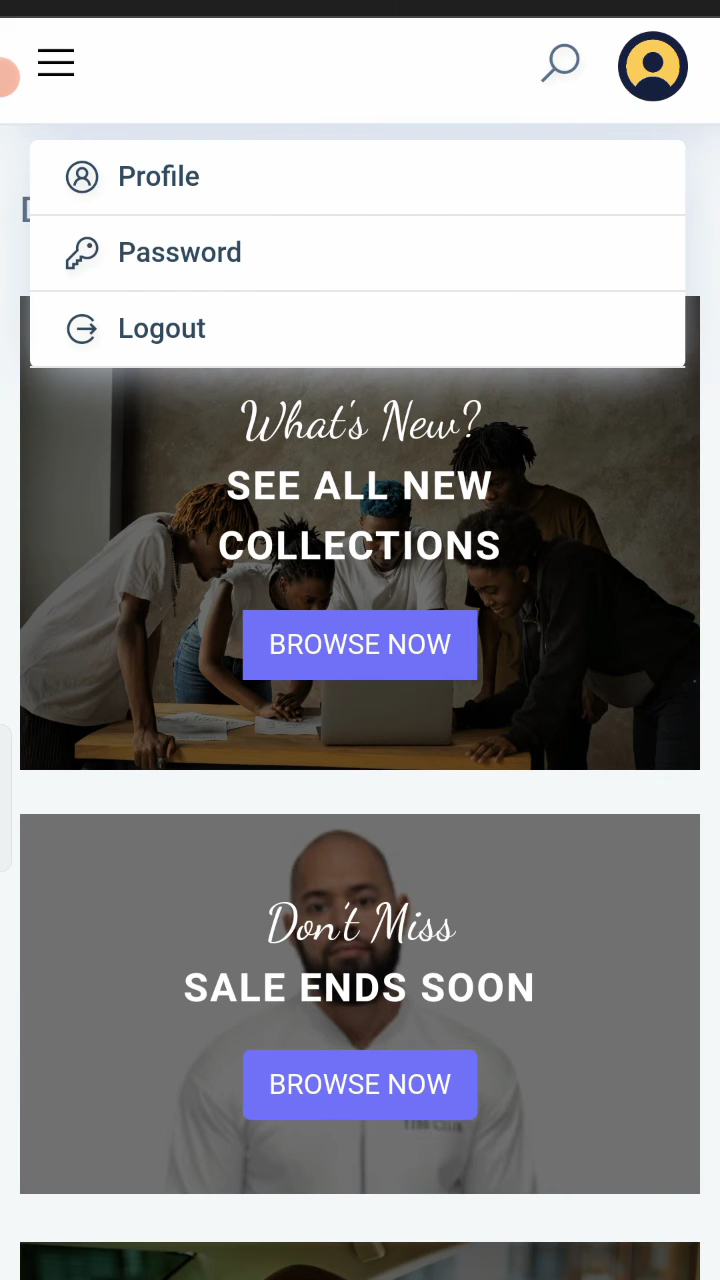 Profile
Password
Logout
What's New?
SEE ALL NEW
COLLECTIONS
BROWSE NOW
Don't Miss
SALE ENDS SOON
BROWSE NOW